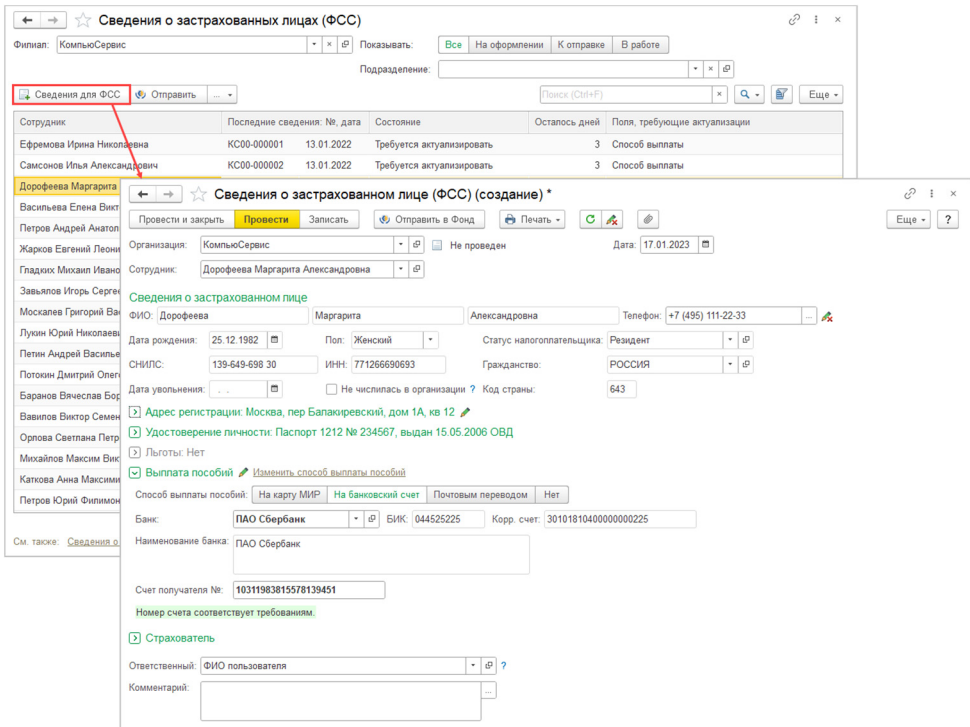 Сведения о застрахованных лицах (ФСС)
Филиал: КомпьюСервис Показывать: Все На оформлении К отправке В работе
Подразделение:
Сведения для ФСС Отправить ... Поиск (Ctrl+F) × Еще
Сотрудник Последние сведения: №, дата Состояние Осталось дней Поля, требующие актуализации
Ефремова Ирина Николаевна КС00-000001 13.01.2022 Требуется актуализировать 3 Способ выплаты
Самсонов Илья Александрович КС00-000002 13.01.2022 Требуется актуализировать 3 Способ выплаты
Дорофеева Маргарита
Васильева Елена Викт
Петров Андрей Анатол
Жарков Евгений Леони
Гладких Михаил Ивано
Завьялов Игорь Серге
Москалев Григорий Ва
Лукин Юрий Николаеви
Петин Андрей Василье
Потокин Дмитрий Олег
Баранов Вячеслав Бор
Вавилов Виктор Семен
Орлова Светлана Петр
Михайлов Максим Вик
Каткова Анна Максими
Петров Юрий Филимон
См. также: Сведения о
Сведения о застрахованном лице (ФСС) (создание) *
Провести и закрыть Провести Записать Отправить в Фонд Печать Еще ?
Организация: КомпьюСервис Не проведен Дата: 17.01.2023
Сотрудник: Дорофеева Маргарита Александровна
Сведения о застрахованном лице
ФИО: Дорофеева Маргарита Александровна Телефон: +7 (495) 111-22-33 ...
Дата рождения: 25.12.1982 Пол: Женский Статус налогоплательщика: Резидент
СНИЛС: 139-649-698 30 ИНН: 771266690693 Гражданство: РОССИЯ
Дата увольнения: . . Не числилась в организации ? Код страны: 643
Адрес регистрации: Москва, пер Балакиревский, дом 1А, кв 12
Удостоверение личности: Паспорт 1212 № 234567, выдан 15.05.2006 ОВД
Льготы: Нет
Выплата пособий Изменить способ выплаты пособий
Способ выплаты пособий: На карту МИР На банковский счет Почтовым переводом Нет
Банк: ПАО Сбербанк БИК: 044525225 Корр. счет: 30101810400000000225
Наименование банка: ПАО Сбербанк
Счет получателя №: 10311983815578139451
Номер счета соответствует требованиям.
Страхователь
Ответственный: ФИО пользователя ?
Комментарий: ...